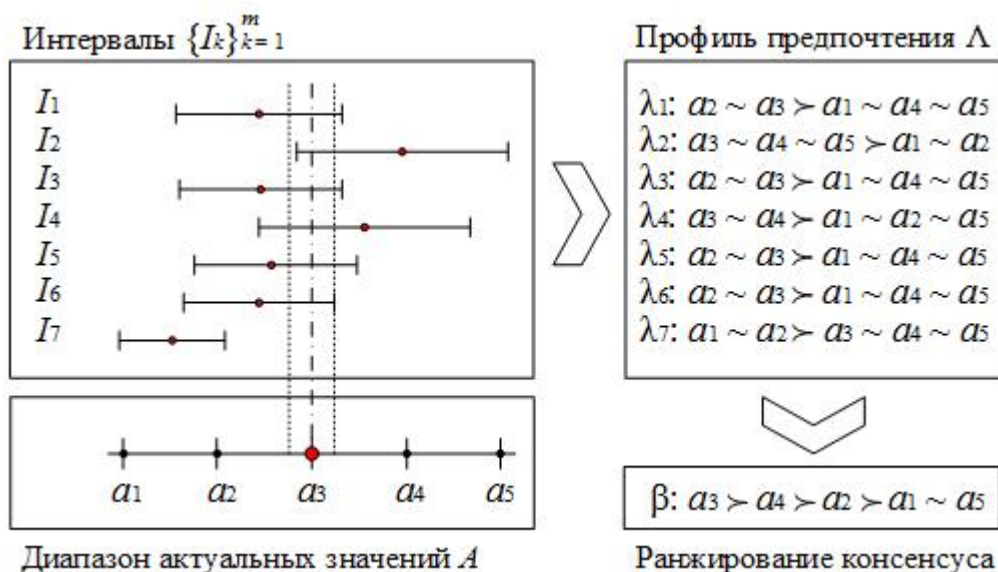 Интервалы {Ik}ᵐk=1
I1
I2
I3
I4
I5
I6
I7
a1 a2 a3 a4 a5
Диапазон актуальных значений A
Профиль предпочтения Λ
λ1: a2 ~ a3 ≻ a1 ~ a4 ~ a5
λ2: a3 ~ a4 ~ a5 ≻ a1 ~ a2
λ3: a2 ~ a3 ≻ a1 ~ a4 ~ a5
λ4: a3 ~ a4 ≻ a1 ~ a2 ~ a5
λ5: a2 ~ a3 ≻ a1 ~ a4 ~ a5
λ6: a2 ~ a3 ≻ a1 ~ a4 ~ a5
λ7: a1 ~ a2 ≻ a3 ~ a4 ~ a5
β: a3 ≻ a4 ≻ a2 ≻ a1 ~ a5
Ранжирование консенсуса